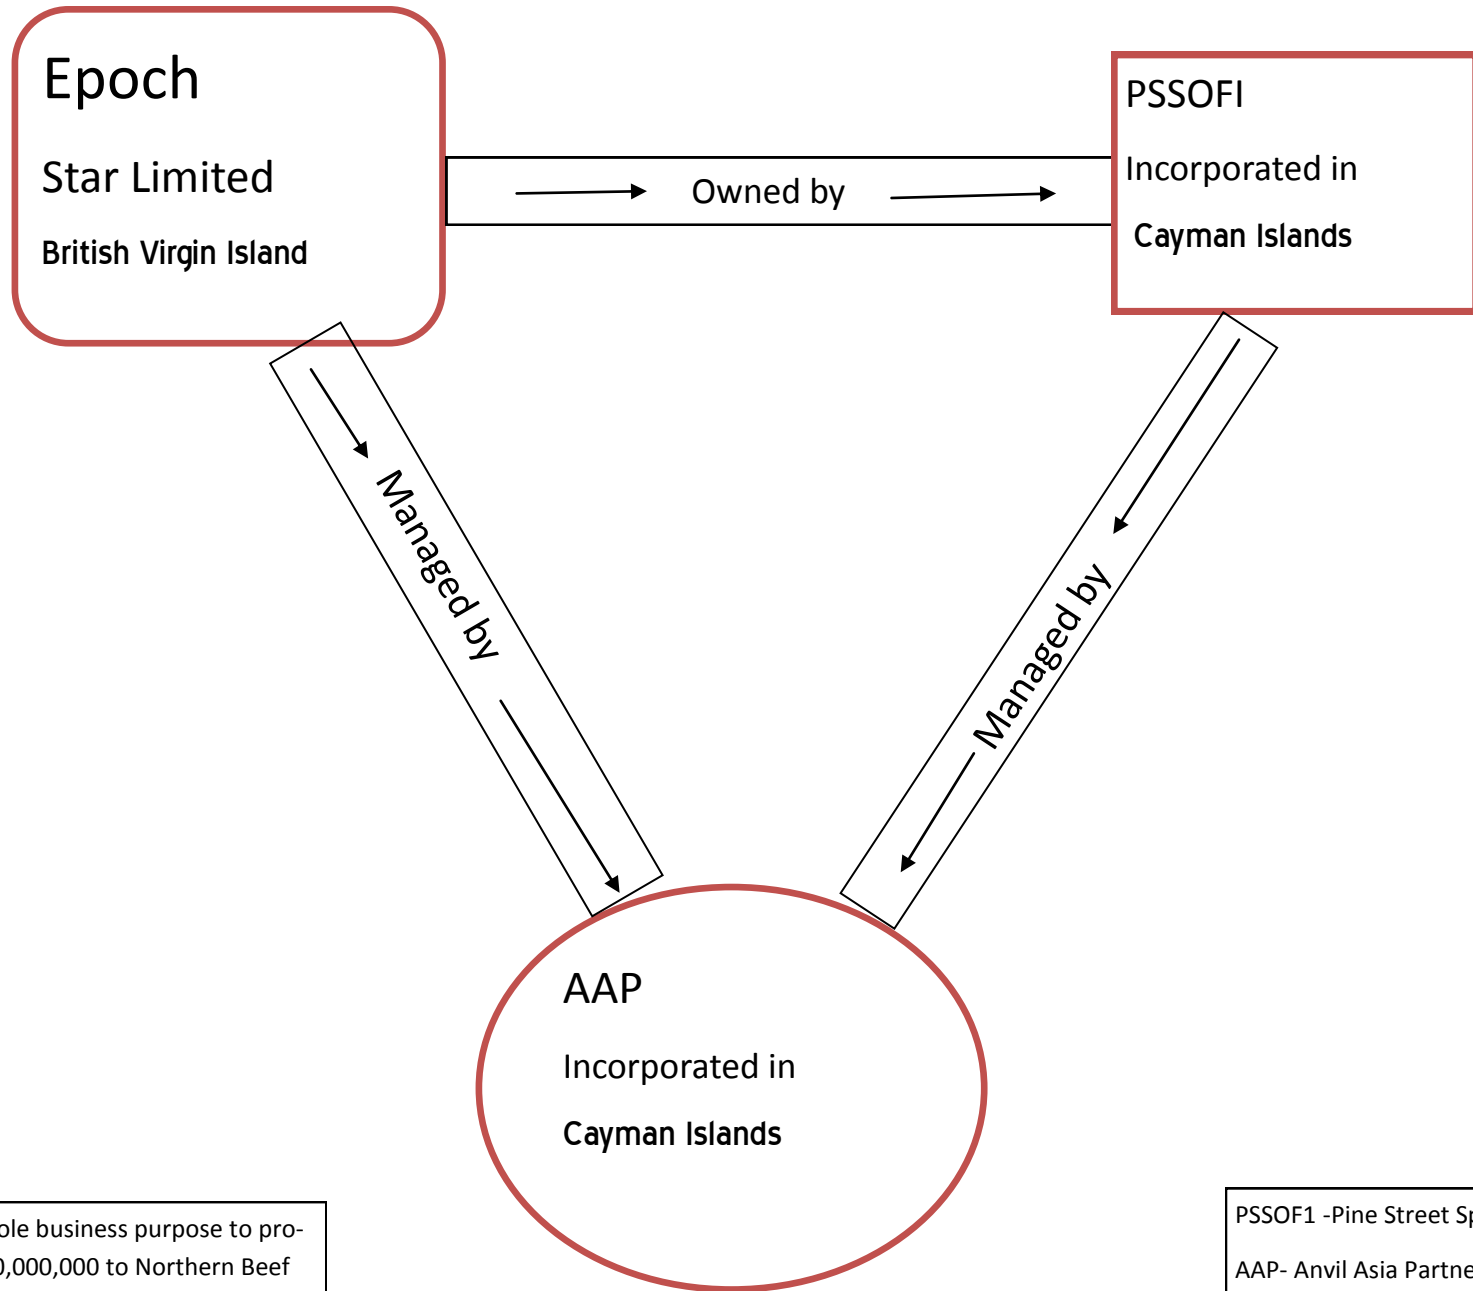 Epoch
Star Limited
British Virgin Island
Owned by
PSSOFI
Incorporated in
Cayman Islands
Managed by
Managed by
AAP
Incorporated in
Cayman Islands
ole business purpose to pro-
0,000,000 to Northern Beef
PSSOF1 -Pine Street Sp
AAP- Anvil Asia Partne